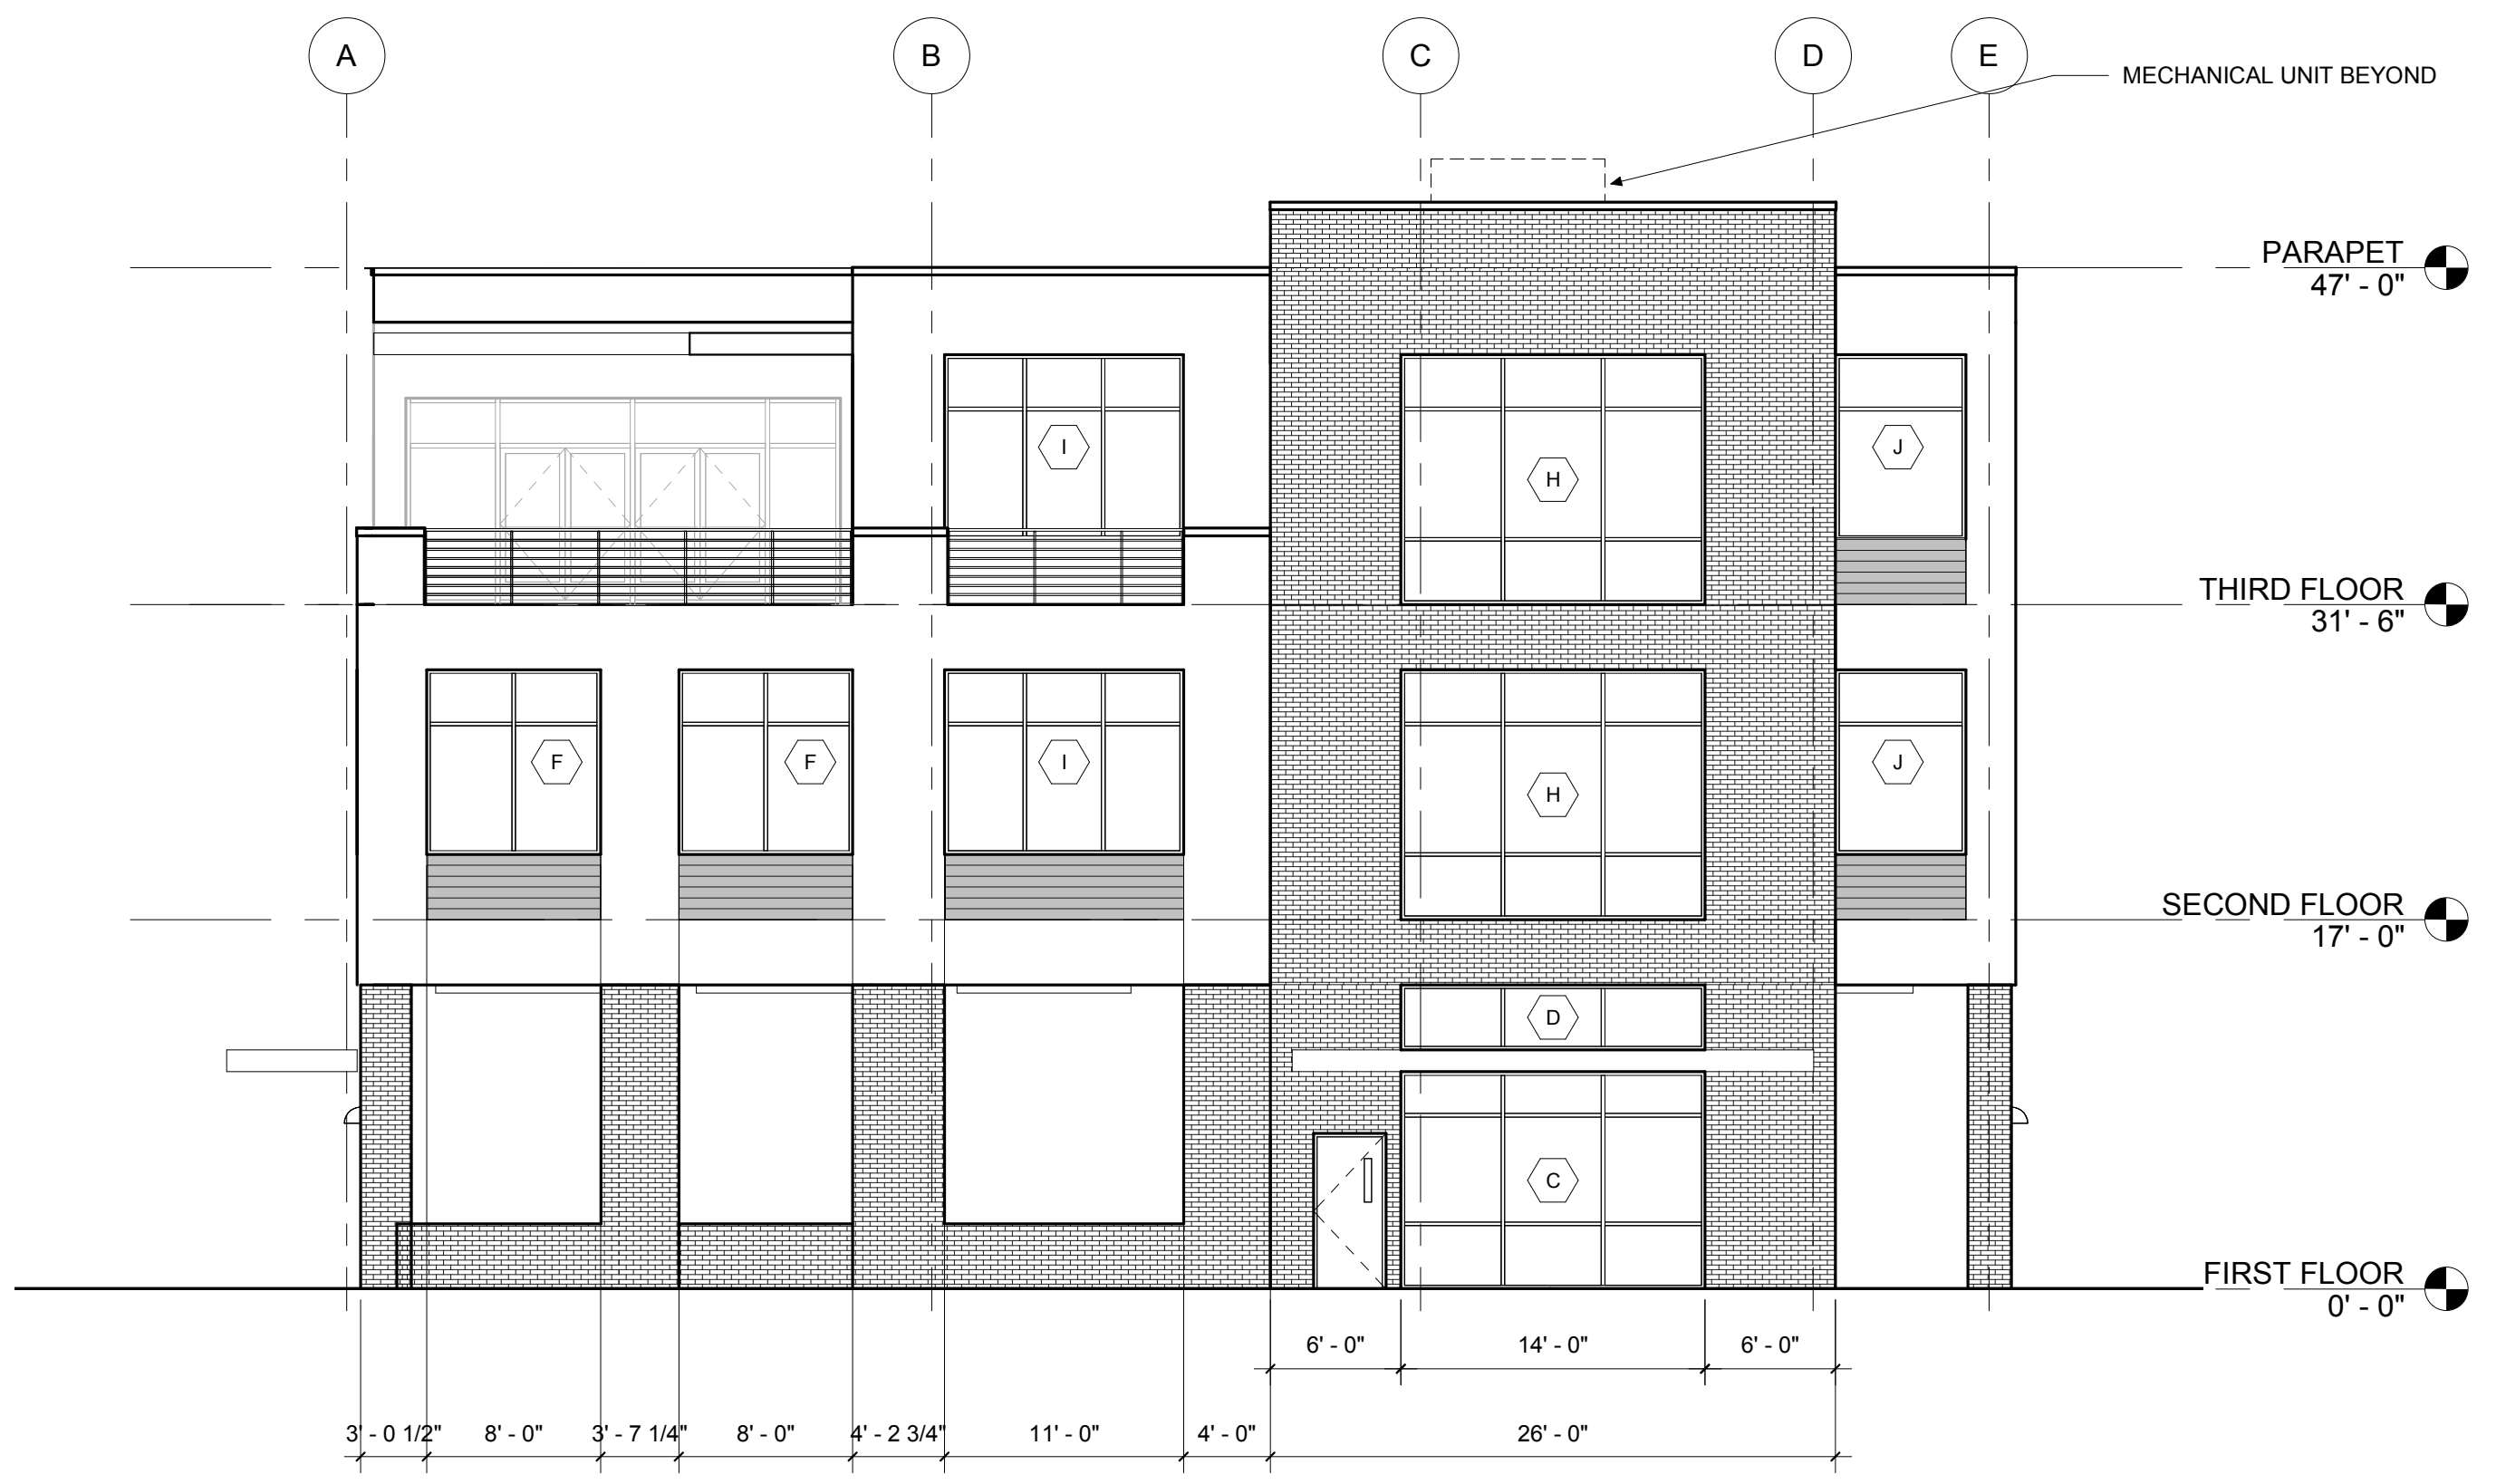 A
B
C
D
E
MECHANICAL UNIT BEYOND
PARAPET
47' - 0"
I
H
J
THIRD FLOOR
31' - 6"
F
F
I
H
J
SECOND FLOOR
17' - 0"
D
C
FIRST FLOOR
0' - 0"
6' - 0"
14' - 0"
6' - 0"
3' - 0 1/2"
8' - 0"
3' - 7 1/4"
8' - 0"
4' - 2 3/4"
11' - 0"
4' - 0"
26' - 0"